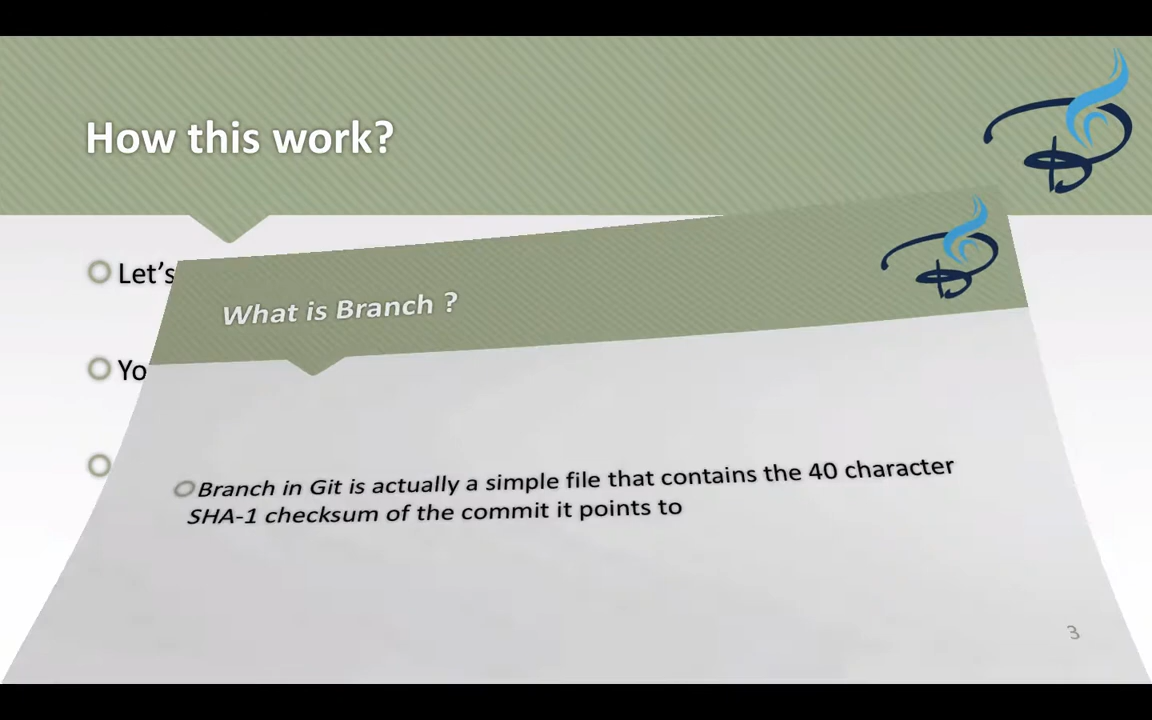 How this work?
Let's
Yo
What is Branch ?
Branch in Git is actually a simple file that contains the 40 character
SHA-1 checksum of the commit it points to
3